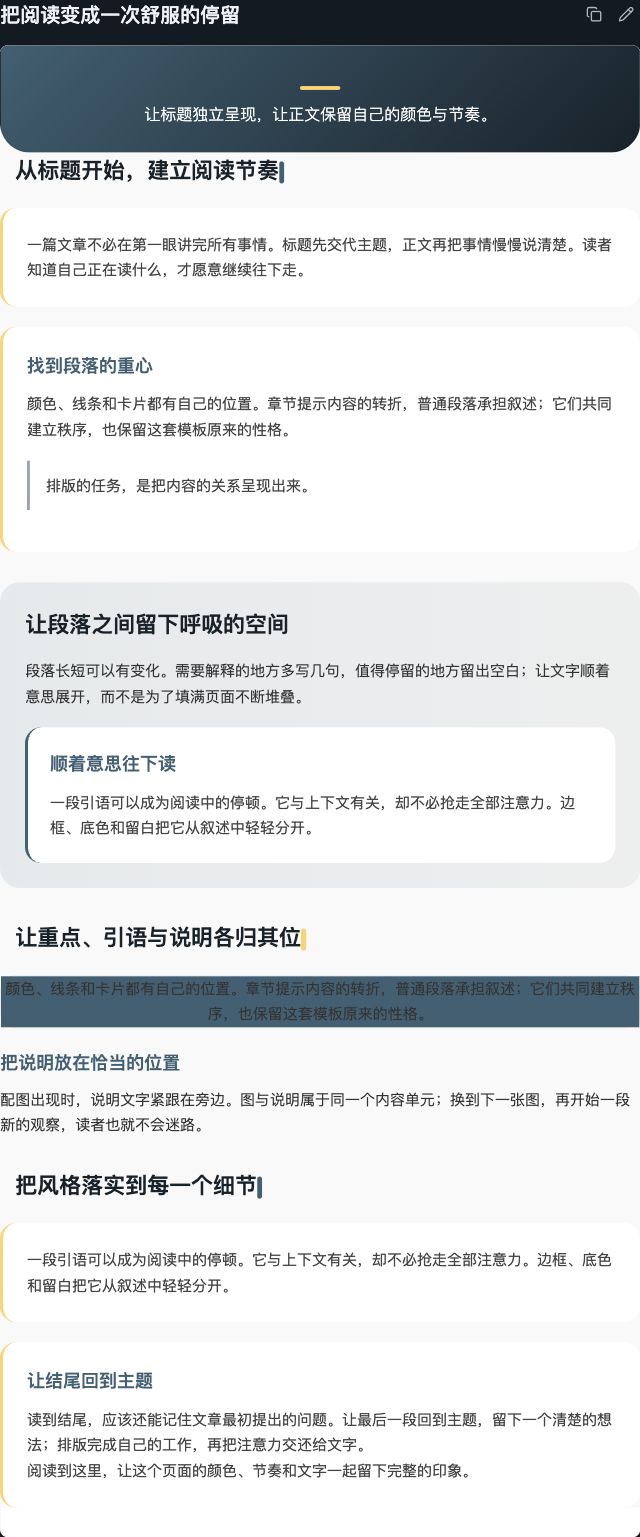 把阅读变成一次舒服的停留
让标题独立呈现，让正文保留自己的颜色与节奏。
从标题开始，建立阅读节奏
一篇文章不必在第一眼讲完所有事情。标题先交代主题，正文再把事情慢慢说清楚。读者
知道自己正在读什么，才愿意继续往下走。
找到段落的重心
颜色、线条和卡片都有自己的位置。章节提示内容的转折，普通段落承担叙述；它们共同
建立秩序，也保留这套模板原来的性格。
排版的任务，是把内容的关系呈现出来。
让段落之间留下呼吸的空间
段落长短可以有变化。需要解释的地方多写几句，值得停留的地方留出空白；让文字顺着
意思展开，而不是为了填满页面不断堆叠。
顺着意思往下读
一段引语可以成为阅读中的停顿。它与上下文有关，却不必抢走全部注意力。边
框、底色和留白把它从叙述中轻轻分开。
让重点、引语与说明各归其位
颜色、线条和卡片都有自己的位置。章节提示内容的转折，普通段落承担叙述；它们共同建立秩
序，也保留这套模板原来的性格。
把说明放在恰当的位置
配图出现时，说明文字紧跟在旁边。图与说明属于同一个内容单元；换到下一张图，再开始一段
新的观察，读者也就不会迷路。
把风格落实到每一个细节
一段引语可以成为阅读中的停顿。它与上下文有关，却不必抢走全部注意力。边框、底色
和留白把它从叙述中轻轻分开。
让结尾回到主题
读到结尾，应该还能记住文章最初提出的问题。让最后一段回到主题，留下一个清楚的想
法；排版完成自己的工作，再把注意力交还给文字。
阅读到这里，让这个页面的颜色、节奏和文字一起留下完整的印象。